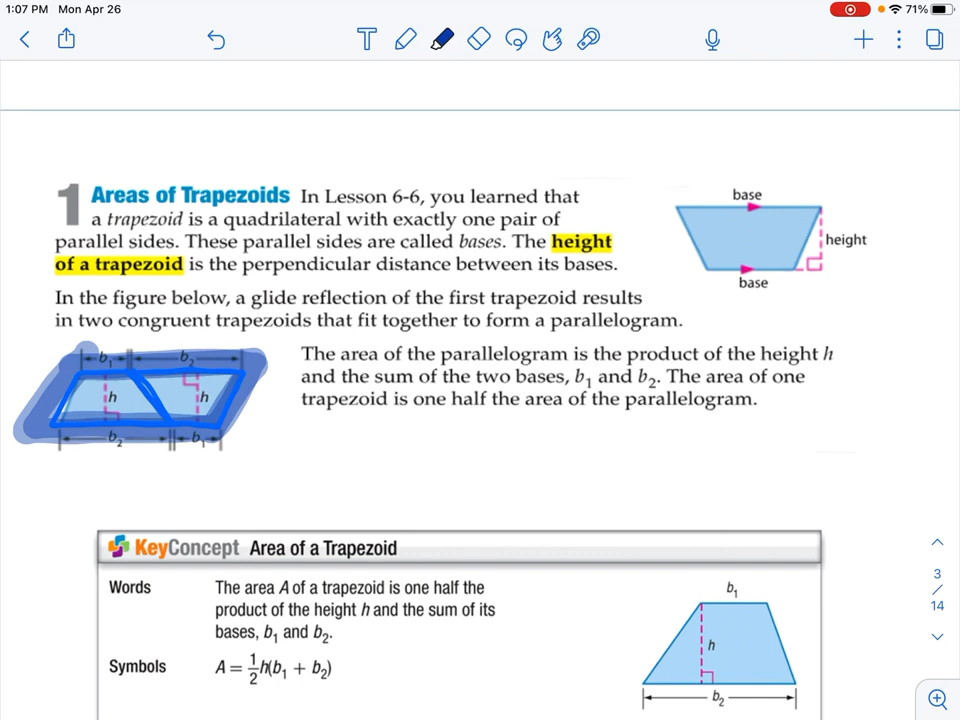 1:07 PM Mon Apr 26
71%
1 Areas of Trapezoids In Lesson 6-6, you learned that
a trapezoid is a quadrilateral with exactly one pair of
parallel sides. These parallel sides are called bases. The height
of a trapezoid is the perpendicular distance between its bases.
base
height
base
In the figure below, a glide reflection of the first trapezoid results
in two congruent trapezoids that fit together to form a parallelogram.
b₁ b₂
h h
b₂ b₁
The area of the parallelogram is the product of the height h
and the sum of the two bases, b₁ and b₂. The area of one
trapezoid is one half the area of the parallelogram.
KeyConcept Area of a Trapezoid
Words The area A of a trapezoid is one half the
product of the height h and the sum of its
bases, b₁ and b₂.
Symbols A = 1/2 h(b₁ + b₂)
b₁
h
b₂
3
/
14